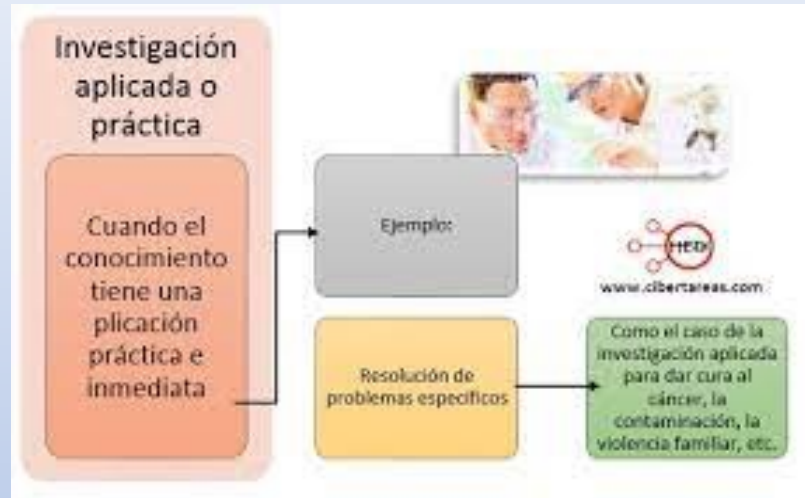 Investigación
aplicada o
práctica
Cuando el
conocimiento
tiene una
plicación
práctica e
inmediata
Ejemplo:
www.cibertareas.com
Resolución de
problemas específicos
Como el caso de la
investigación aplicada
para dar cura al
cáncer, la
contaminación, la
violencia familiar, etc.